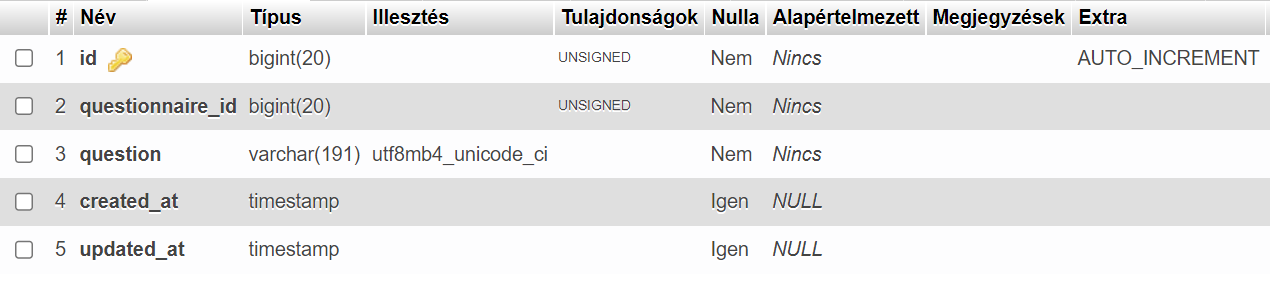 # Név Típus Illesztés Tulajdonságok Nulla Alapértelmezett Megjegyzések Extra
1 id bigint(20) UNSIGNED Nem Nincs AUTO_INCREMENT
2 questionnaire_id bigint(20) UNSIGNED Nem Nincs
3 question varchar(191) utf8mb4_unicode_ci Nem Nincs
4 created_at timestamp Igen NULL
5 updated_at timestamp Igen NULL